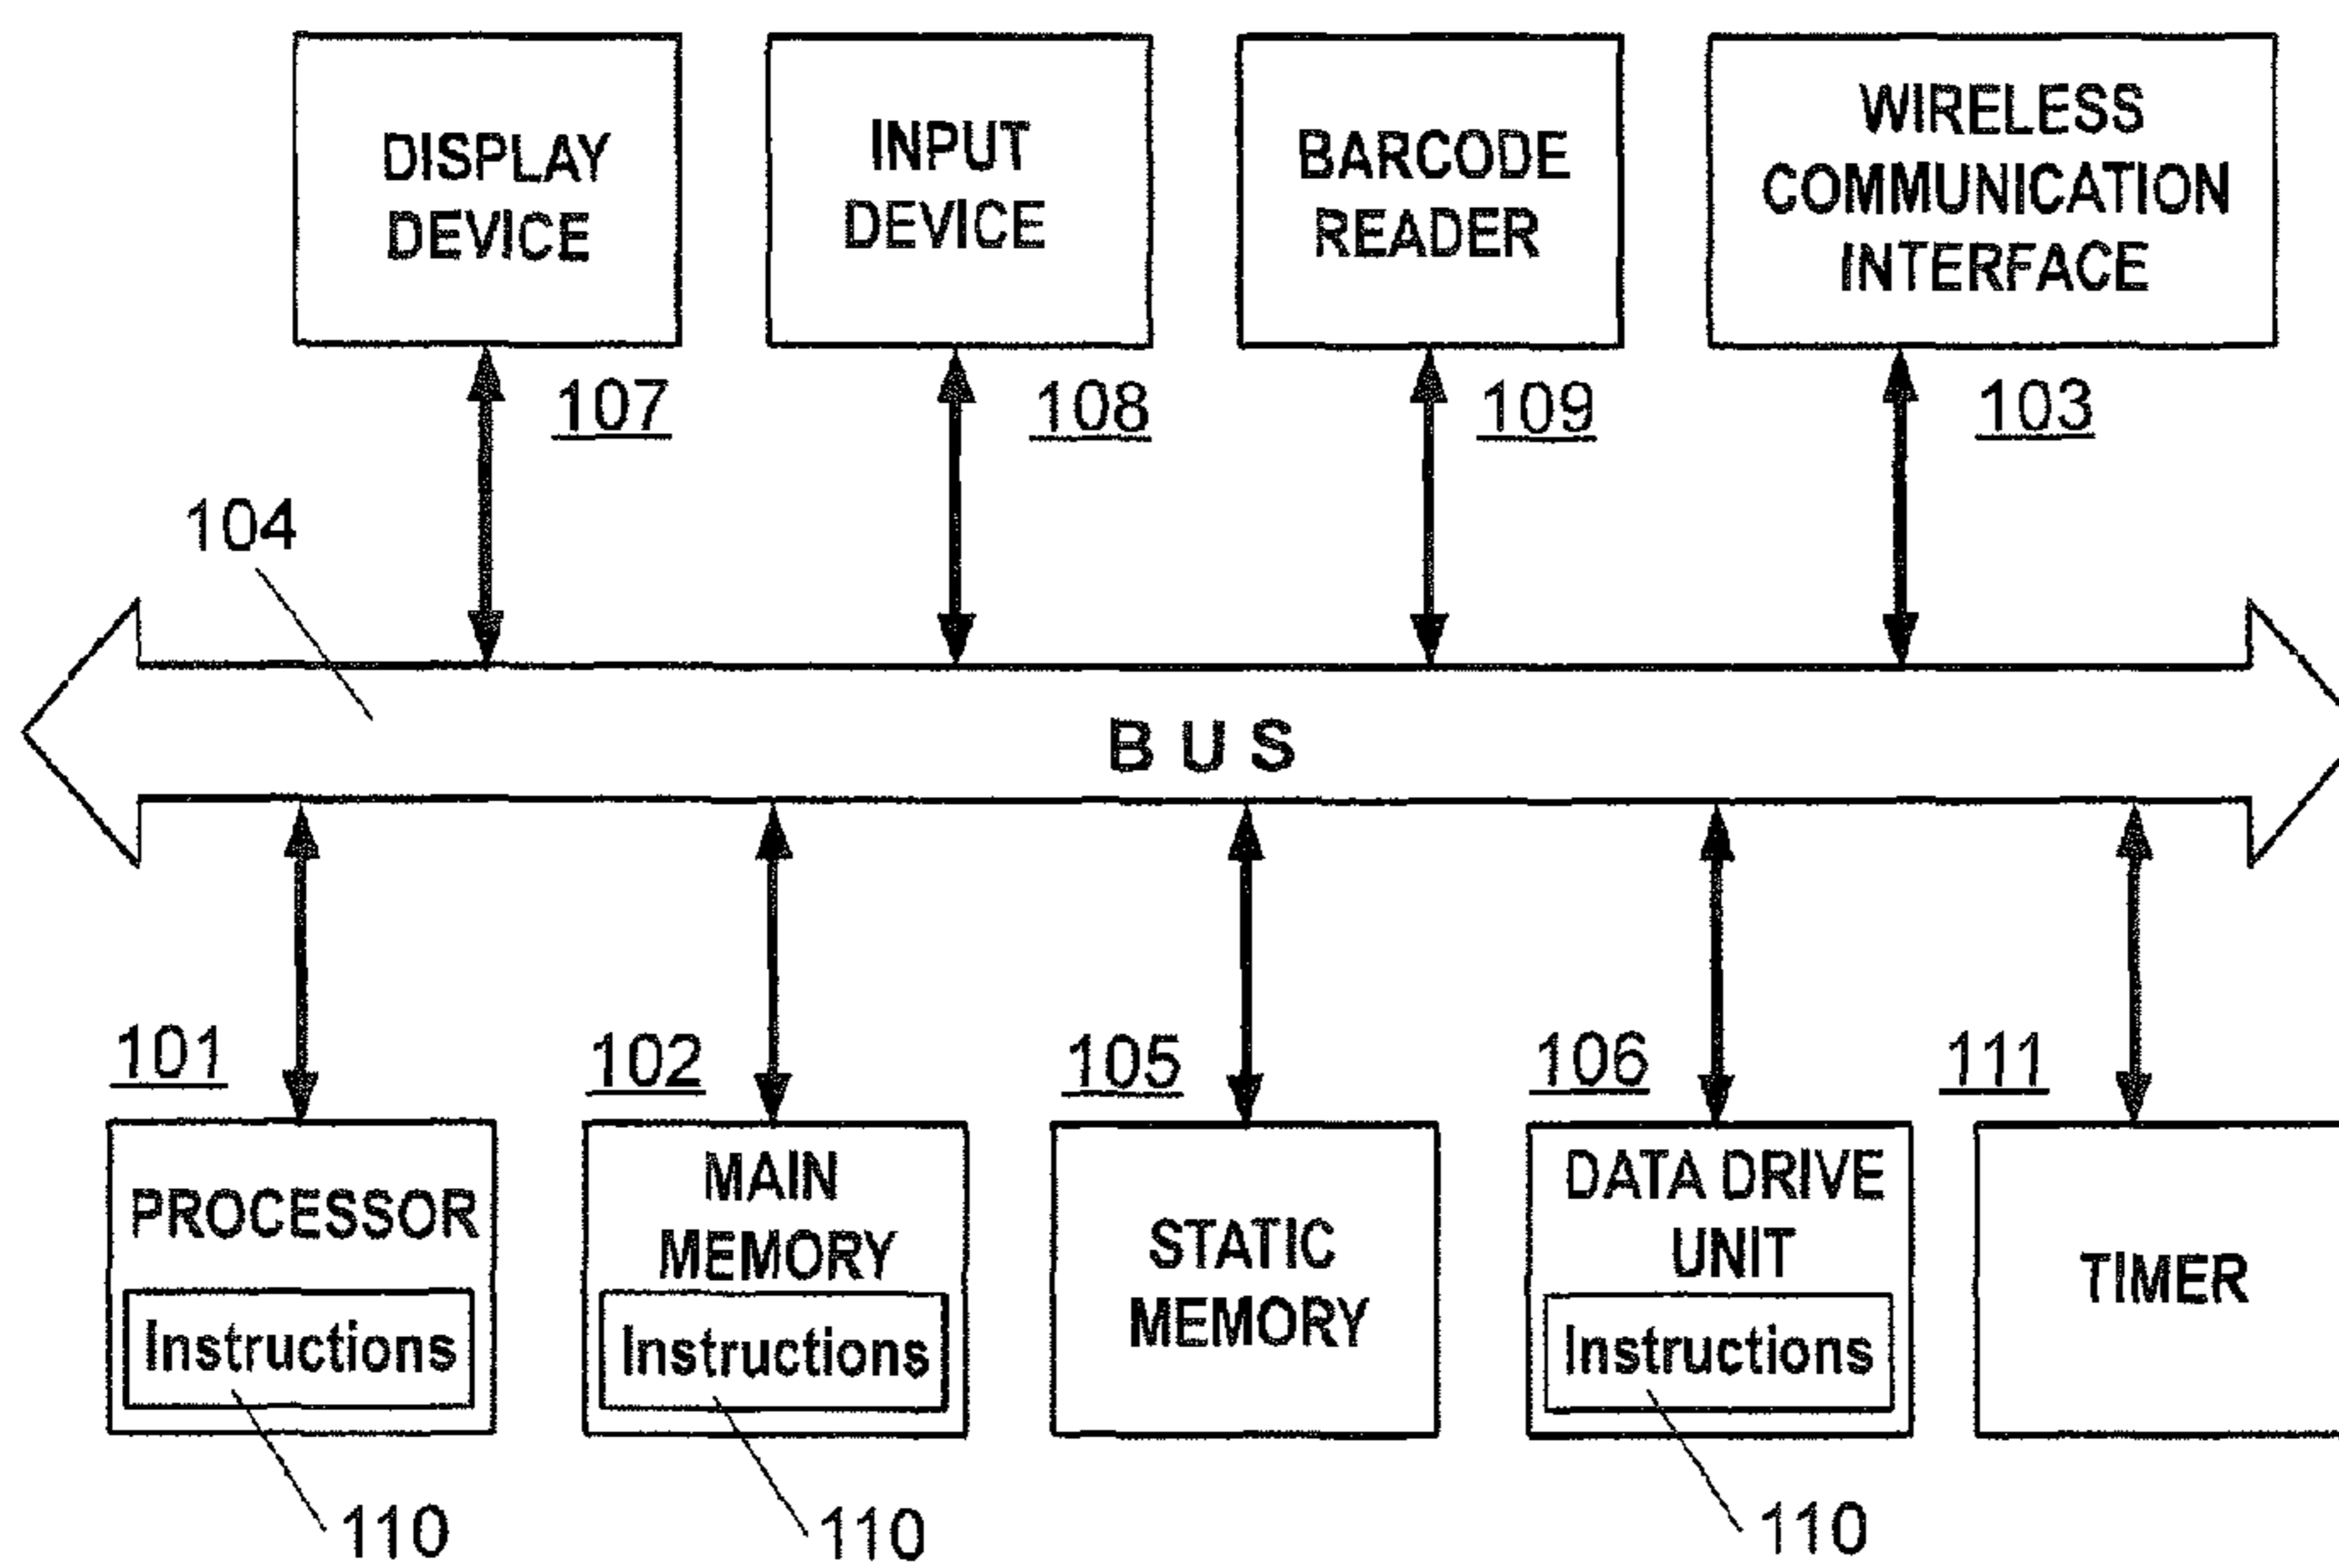 DISPLAY
DEVICE
INPUT
DEVICE
BARCODE
READER
WIRELESS
COMMUNICATION
INTERFACE
107
108
109
103
104
B U S
101
102
105
106
111
PROCESSOR
Instructions
MAIN
MEMORY
Instructions
STATIC
MEMORY
DATA DRIVE
UNIT
Instructions
TIMER
110
110
110